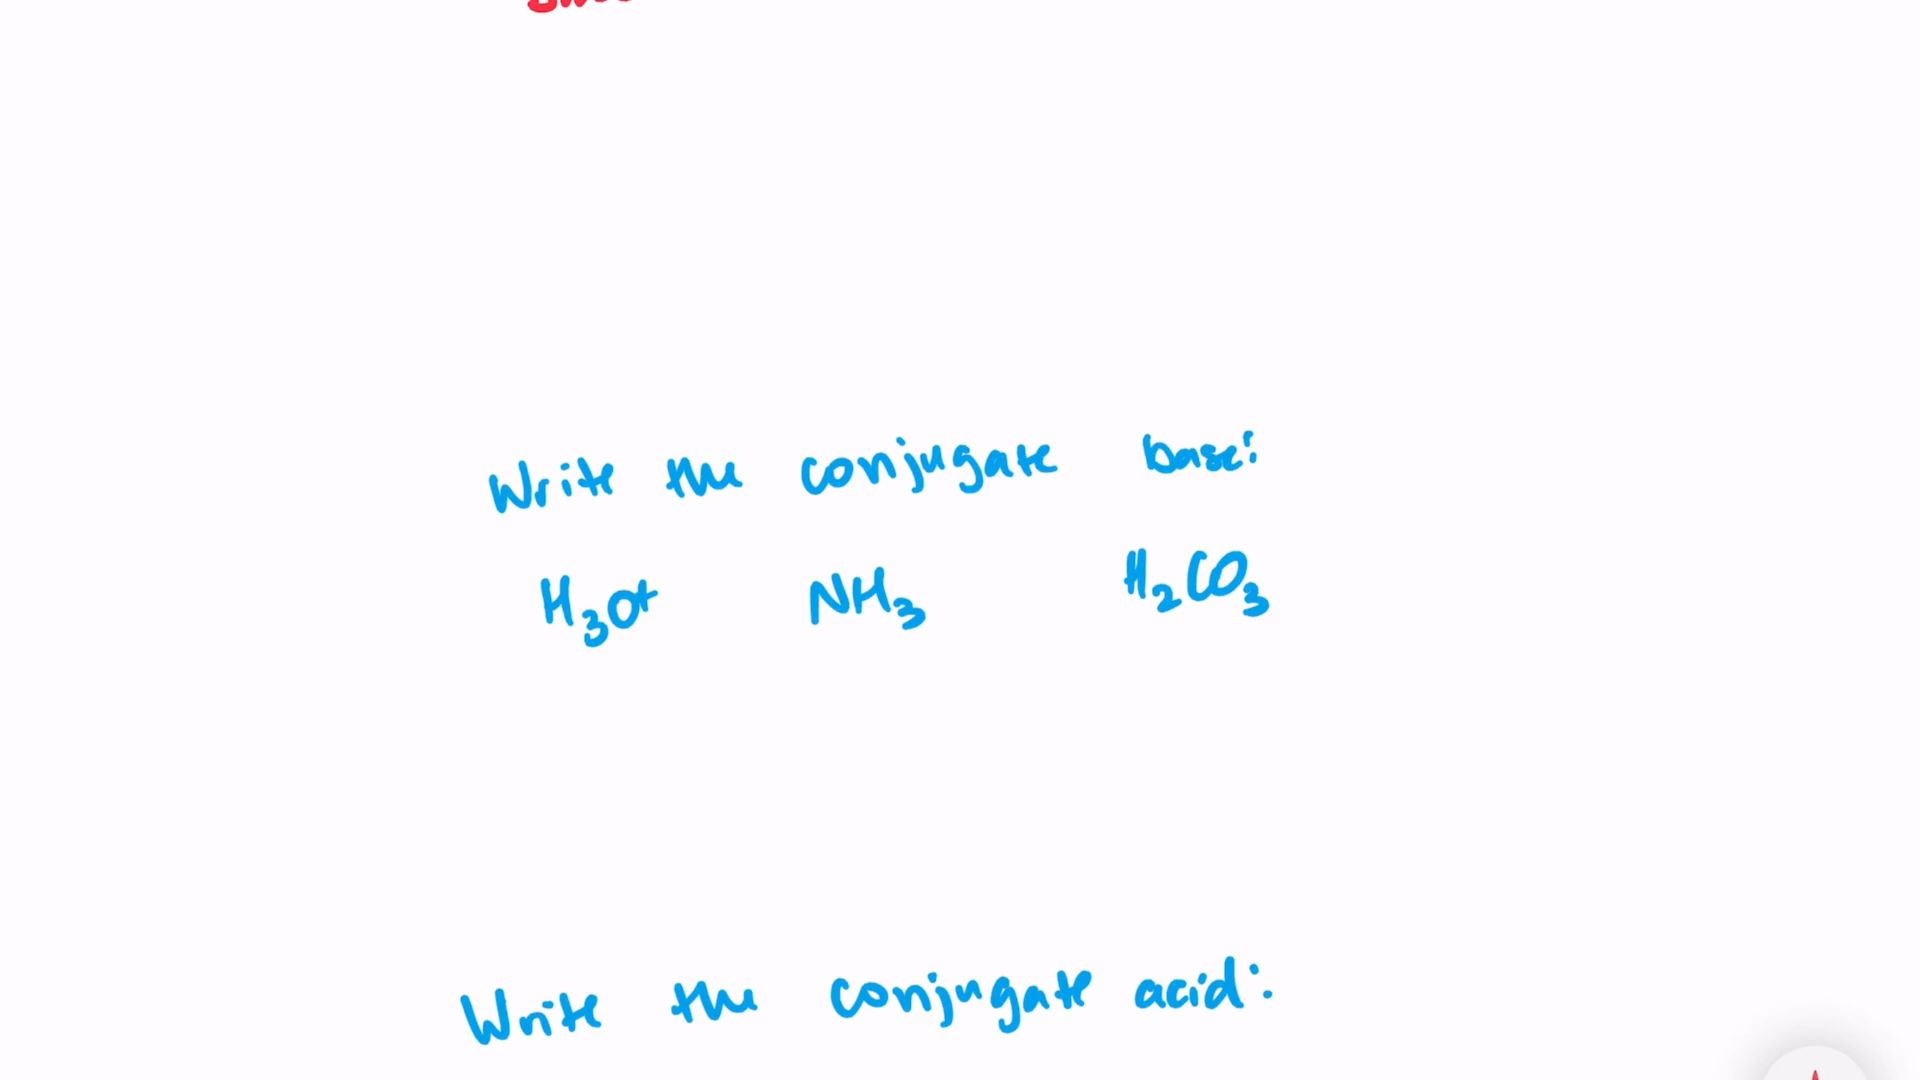 Write the conjugate base:
H₃O+ NH₃ H₂CO₃
Write the conjugate acid: